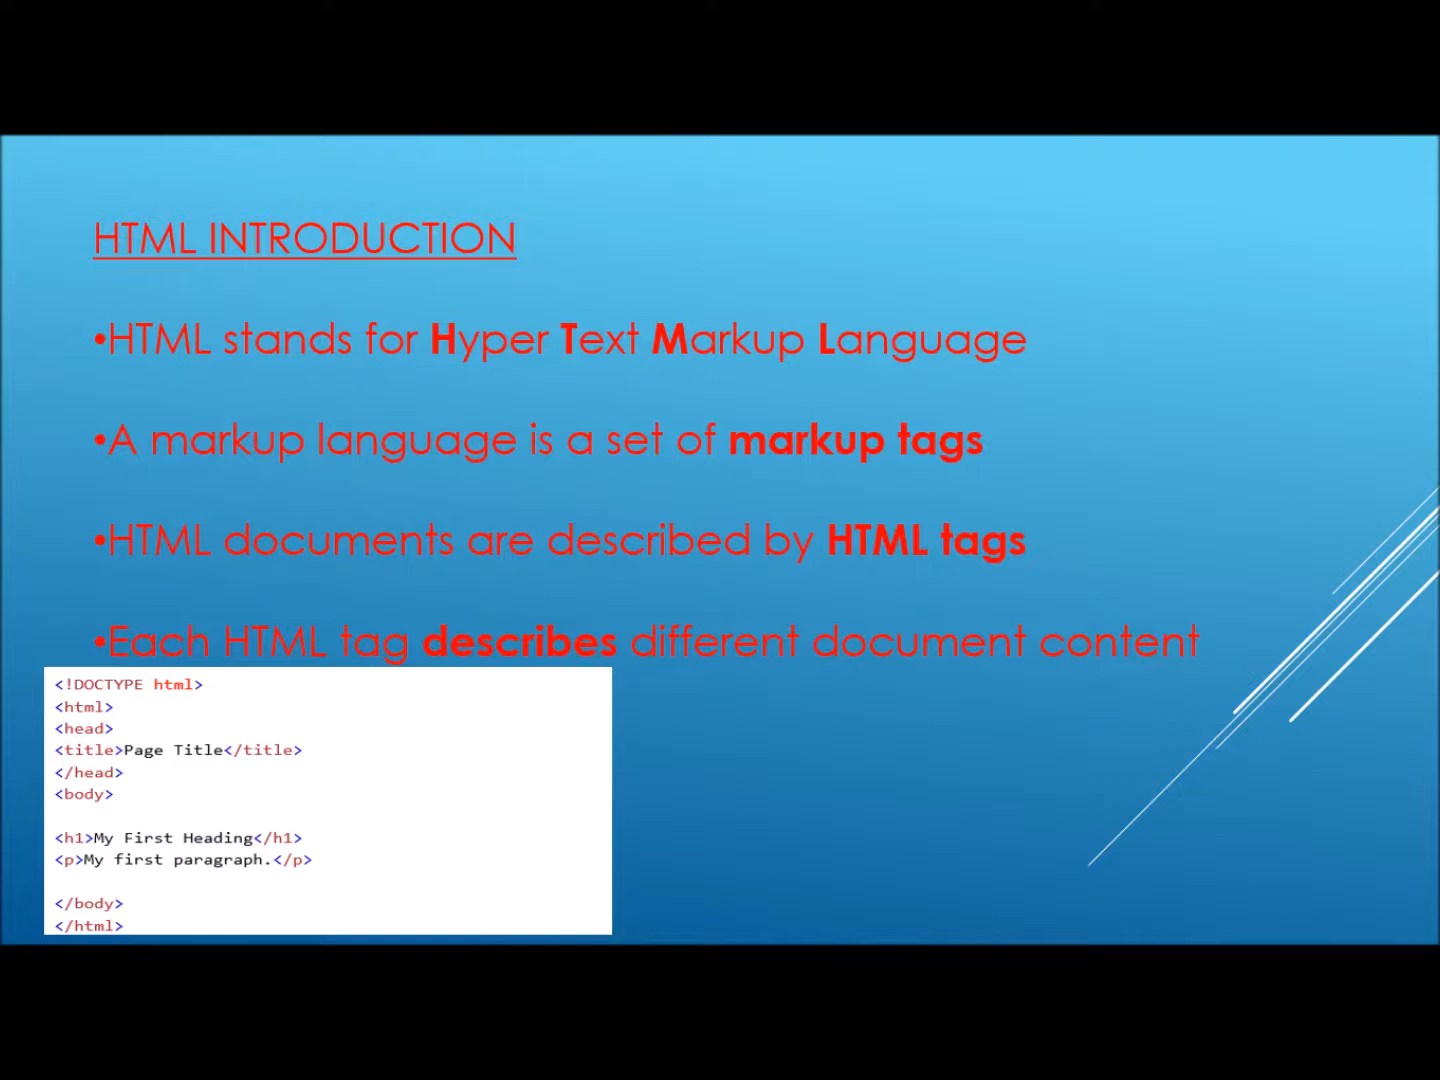 HTML INTRODUCTION
•HTML stands for Hyper Text Markup Language
•A markup language is a set of markup tags
•HTML documents are described by HTML tags
•Each HTML tag describes different document content
<!DOCTYPE html>
<html>
<head>
<title>Page Title</title>
</head>
<body>
<h1>My First Heading</h1>
<p>My first paragraph.</p>
</body>
</html>